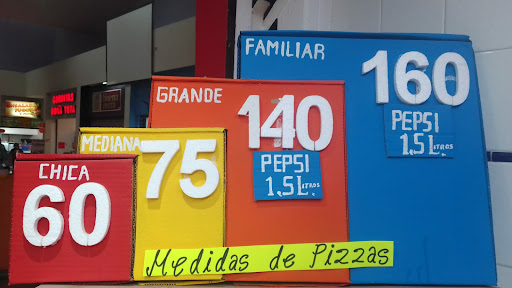 FAMILIAR
160
PEPSI
1.5 LITROS
GRANDE
140
PEPSI
1.5 LITROS
MEDIANA
75
CHICA
60
Medidas de Pizzas